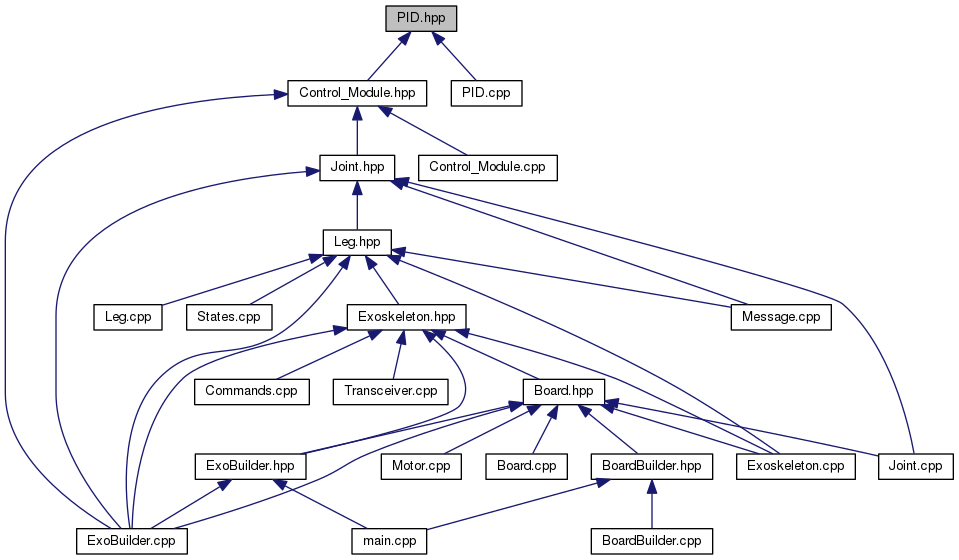 PID.hpp
Control_Module.hpp
PID.cpp
Joint.hpp
Control_Module.cpp
Leg.hpp
Leg.cpp
States.cpp
Exoskeleton.hpp
Message.cpp
Commands.cpp
Transceiver.cpp
Board.hpp
ExoBuilder.hpp
Motor.cpp
Board.cpp
BoardBuilder.hpp
Exoskeleton.cpp
Joint.cpp
ExoBuilder.cpp
main.cpp
BoardBuilder.cpp